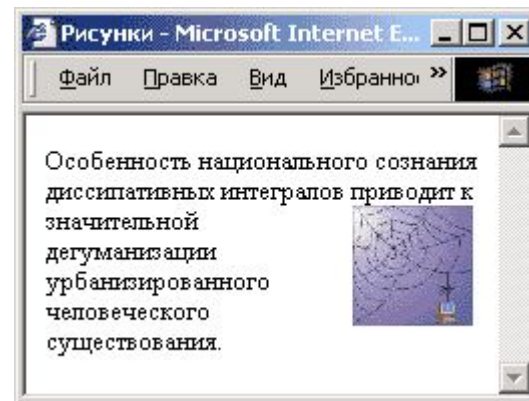 Рисунки - Microsoft Internet E...
Файл Правка Вид Избранно »
Особенность национального сознания
диссипативных интегралов приводит к
значительной
дегуманизации
урбанизированного
человеческого
существования.